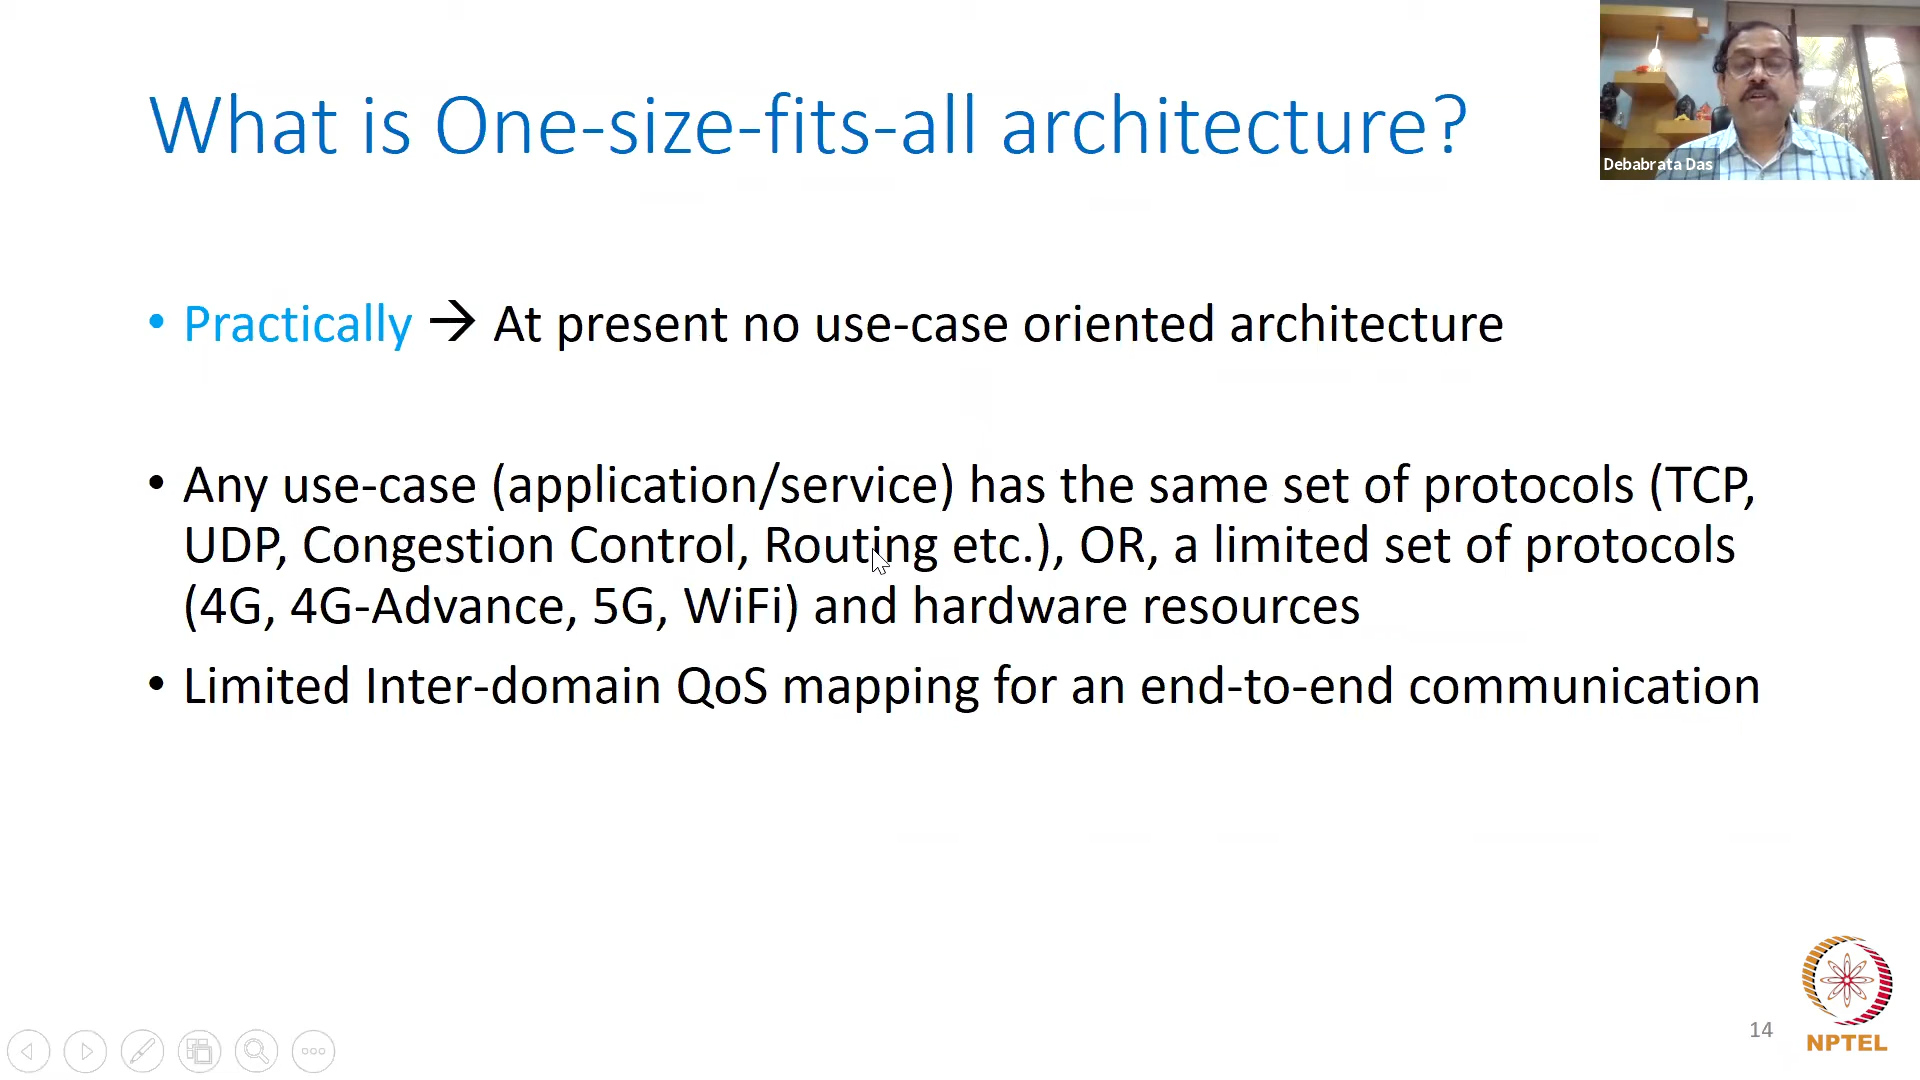 What is One-size-fits-all architecture?
Debabrata Das
• Practically → At present no use-case oriented architecture
• Any use-case (application/service) has the same set of protocols (TCP,
UDP, Congestion Control, Routing etc.), OR, a limited set of protocols
(4G, 4G-Advance, 5G, WiFi) and hardware resources
• Limited Inter-domain QoS mapping for an end-to-end communication
14
NPTEL